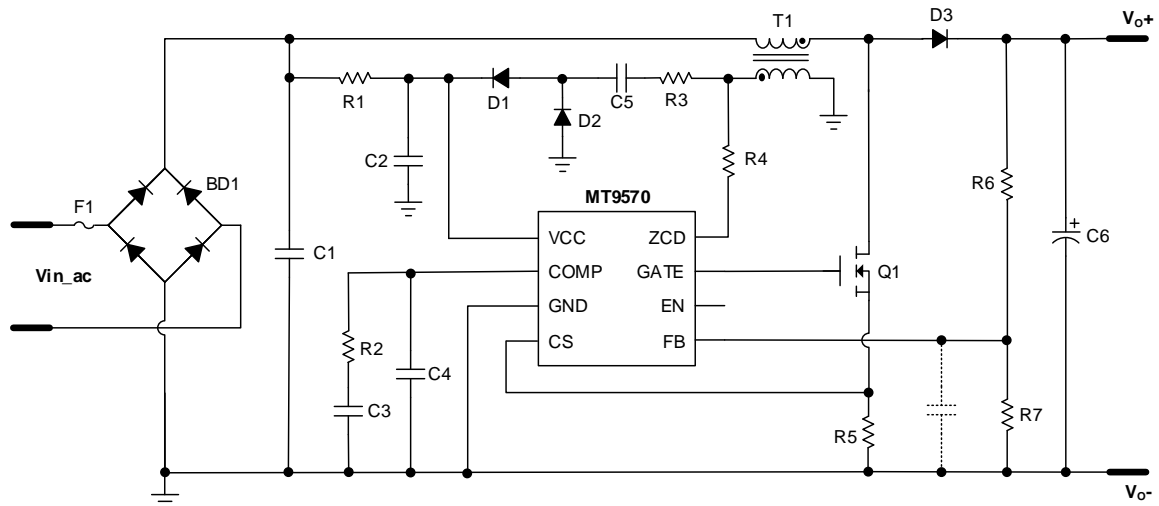 T1
D3
Vo+
R1
D1
C5
R3
D2
C2
R4
BD1
F1
MT9570
R6
VCC
ZCD
C1
C6
+
Vin_ac
COMP
GATE
Q1
GND
EN
R2
CS
FB
C4
C3
R7
R5
Vo-